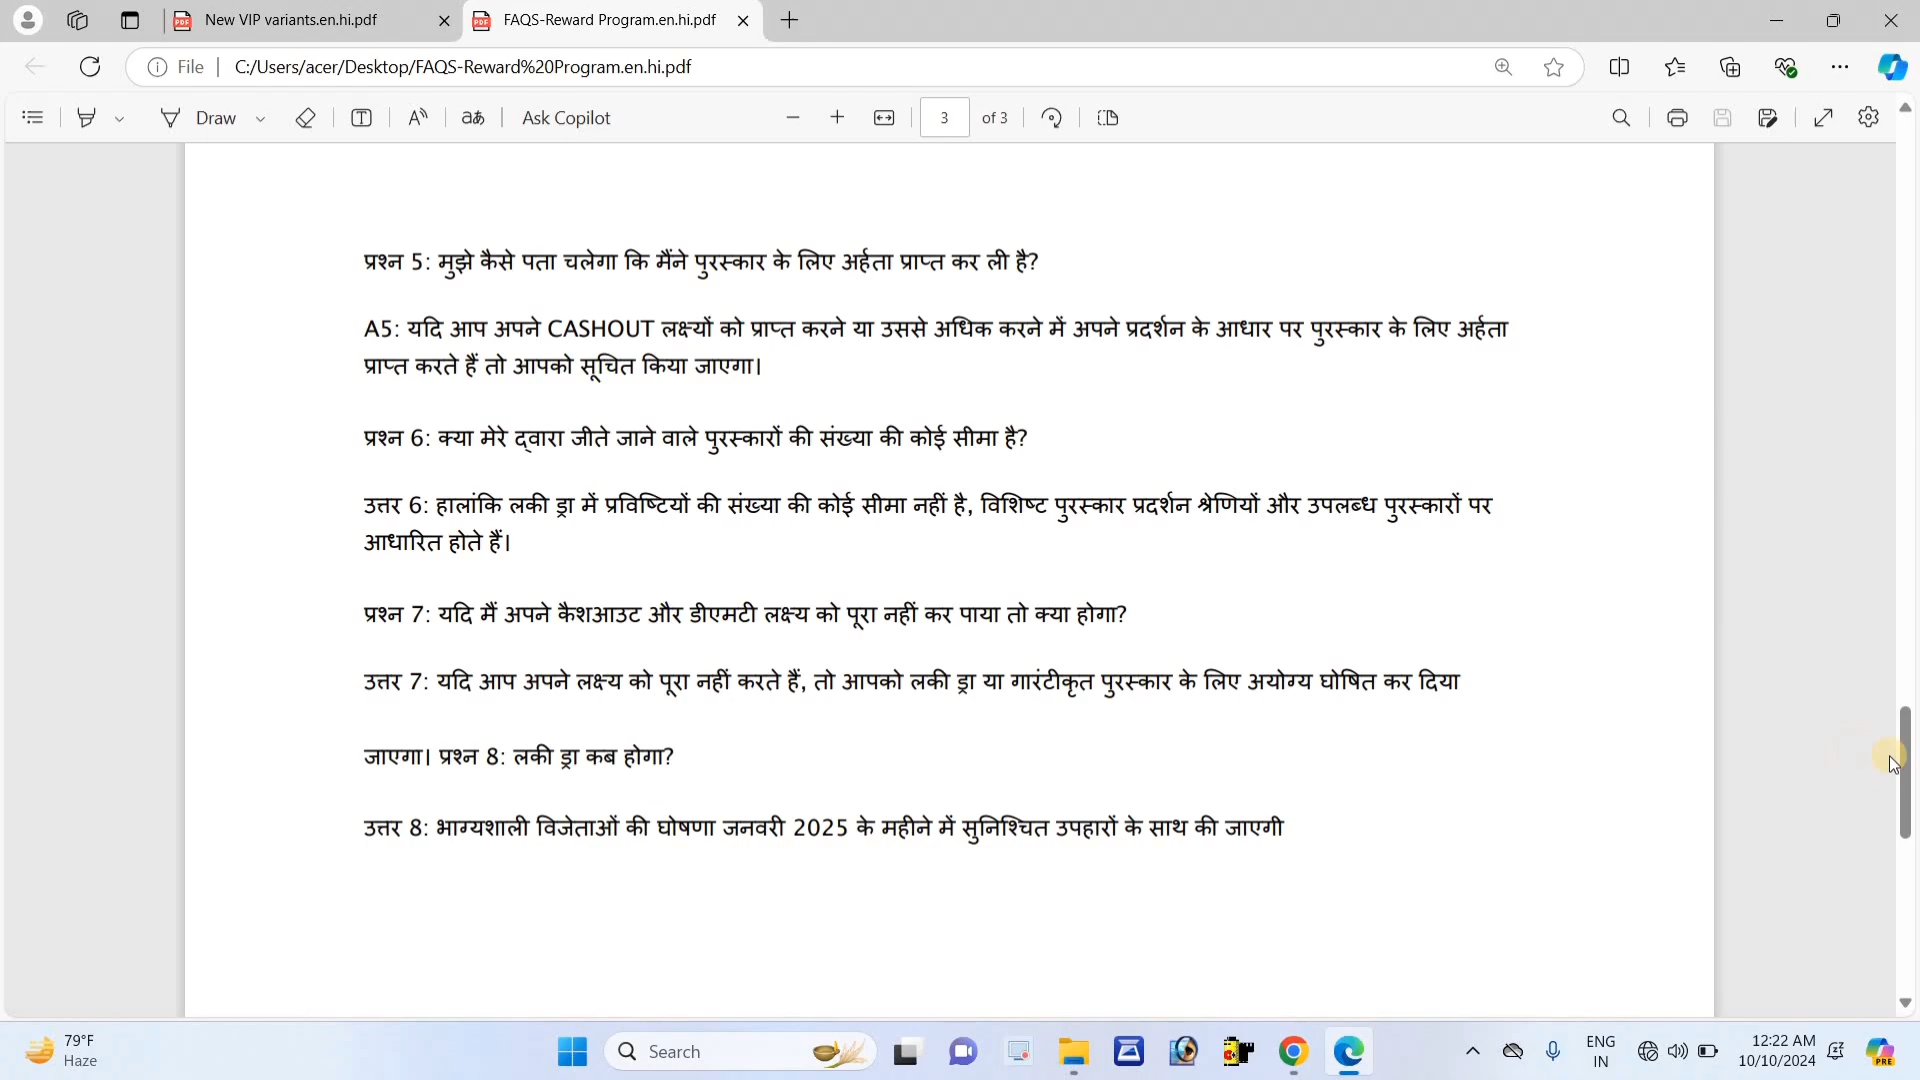 New VIP variants.en.hi.pdf
FAQS-Reward Program.en.hi.pdf
File
C:/Users/acer/Desktop/FAQS-Reward%20Program.en.hi.pdf
Draw
Ask Copilot
3 of 3
प्रश्न 5: मुझे कैसे पता चलेगा कि मैंने पुरस्कार के लिए अर्हता प्राप्त कर ली है?
A5: यदि आप अपने CASHOUT लक्ष्यों को प्राप्त करने या उससे अधिक करने में अपने प्रदर्शन के आधार पर पुरस्कार के लिए अर्हता
प्राप्त करते हैं तो आपको सूचित किया जाएगा।
प्रश्न 6: क्या मेरे द्वारा जीते जाने वाले पुरस्कारों की संख्या की कोई सीमा है?
उत्तर 6: हालांकि लकी ड्रा में प्रविष्टियों की संख्या की कोई सीमा नहीं है, विशिष्ट पुरस्कार प्रदर्शन श्रेणियों और उपलब्ध पुरस्कारों पर
आधारित होते हैं।
प्रश्न 7: यदि मैं अपने कैशआउट और डीएमटी लक्ष्य को पूरा नहीं कर पाया तो क्या होगा?
उत्तर 7: यदि आप अपने लक्ष्य को पूरा नहीं करते हैं, तो आपको लकी ड्रा या गारंटीकृत पुरस्कार के लिए अयोग्य घोषित कर दिया
जाएगा। प्रश्न 8: लकी ड्रा कब होगा?
उत्तर 8: भाग्यशाली विजेताओं की घोषणा जनवरी 2025 के महीने में सुनिश्चित उपहारों के साथ की जाएगी
79°F
Haze
Search
ENG
IN
12:22 AM
10/10/2024